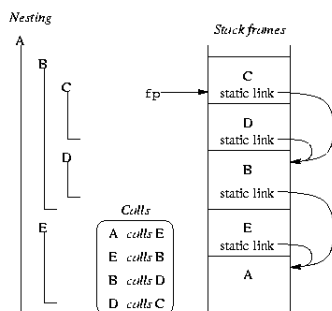 Nesting
A
B
C
D
E
Calls
A calls E
E calls B
B calls D
D calls C
Stack frames
fp
C
static link
D
static link
B
static link
E
static link
A